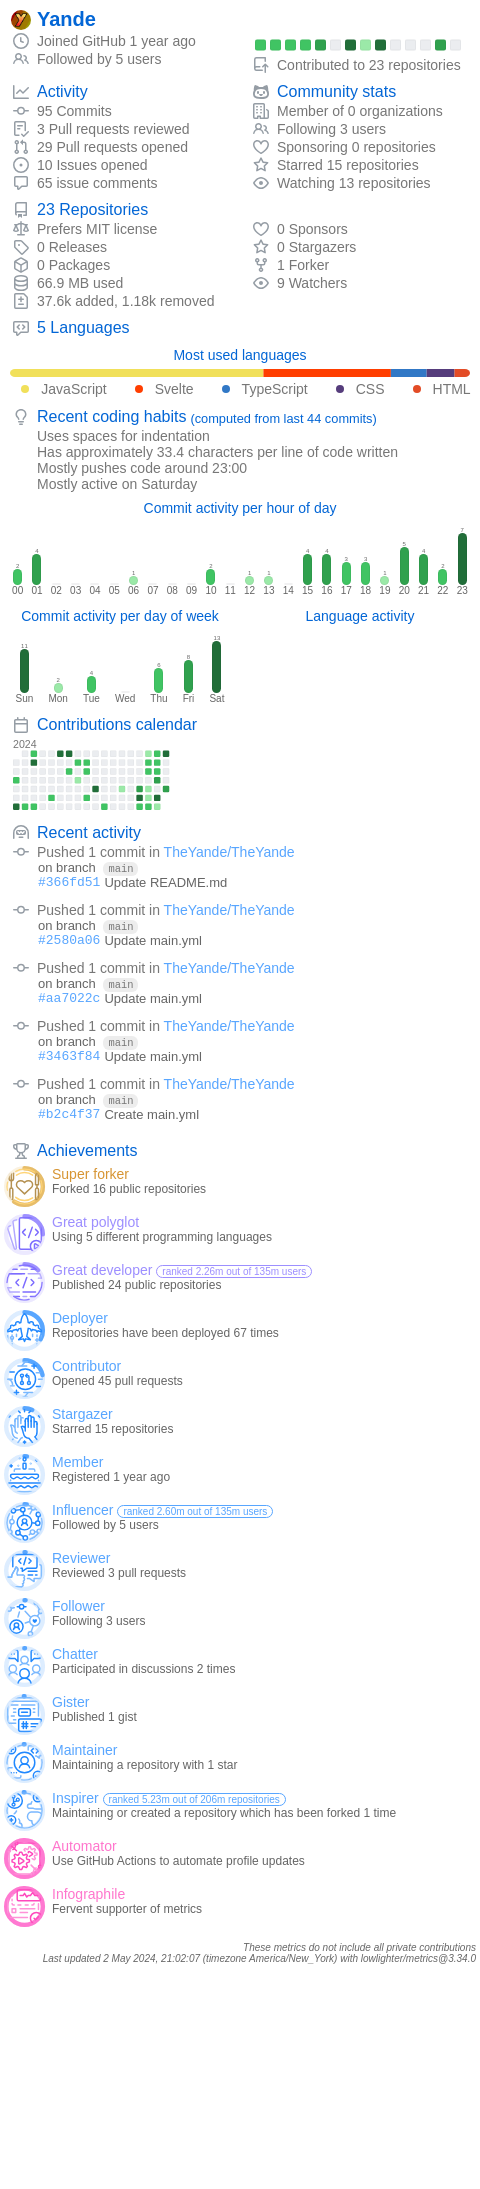 Yande
Joined GitHub 1 year ago
Followed by 5 users
Contributed to 23 repositories
Activity
95 Commits
3 Pull requests reviewed
29 Pull requests opened
10 Issues opened
65 issue comments
Community stats
Member of 0 organizations
Following 3 users
Sponsoring 0 repositories
Starred 15 repositories
Watching 13 repositories
23 Repositories
Prefers MIT license
0 Releases
0 Packages
66.9 MB used
37.6k added, 1.18k removed
0 Sponsors
0 Stargazers
1 Forker
9 Watchers
5 Languages
Most used languages
JavaScript Svelte TypeScript CSS HTML
Recent coding habits (computed from last 44 commits)
Uses spaces for indentation
Has approximately 33.4 characters per line of code written
Mostly pushes code around 23:00
Mostly active on Saturday
Commit activity per hour of day
2 4 1 2 1 1 4 4 3 3 1 5 4 2 7
00 01 02 03 04 05 06 07 08 09 10 11 12 13 14 15 16 17 18 19 20 21 22 23
Commit activity per day of week
11 2 4 6 8 13
Sun Mon Tue Wed Thu Fri Sat
Language activity
Contributions calendar
2024
Recent activity
Pushed 1 commit in TheYande/TheYande
on branch main
#366fd51 Update README.md
Pushed 1 commit in TheYande/TheYande
on branch main
#2580a06 Update main.yml
Pushed 1 commit in TheYande/TheYande
on branch main
#aa7022c Update main.yml
Pushed 1 commit in TheYande/TheYande
on branch main
#3463f84 Update main.yml
Pushed 1 commit in TheYande/TheYande
on branch main
#b2c4f37 Create main.yml
Achievements
Super forker
Forked 16 public repositories
Great polyglot
Using 5 different programming languages
Great developer ranked 2.26m out of 135m users
Published 24 public repositories
Deployer
Repositories have been deployed 67 times
Contributor
Opened 45 pull requests
Stargazer
Starred 15 repositories
Member
Registered 1 year ago
Influencer ranked 2.60m out of 135m users
Followed by 5 users
Reviewer
Reviewed 3 pull requests
Follower
Following 3 users
Chatter
Participated in discussions 2 times
Gister
Published 1 gist
Maintainer
Maintaining a repository with 1 star
Inspirer ranked 5.23m out of 206m repositories
Maintaining or created a repository which has been forked 1 time
Automator
Use GitHub Actions to automate profile updates
Infographile
Fervent supporter of metrics
These metrics do not include all private contributions
Last updated 2 May 2024, 21:02:07 (timezone America/New_York) with lowlighter/metrics@3.34.0